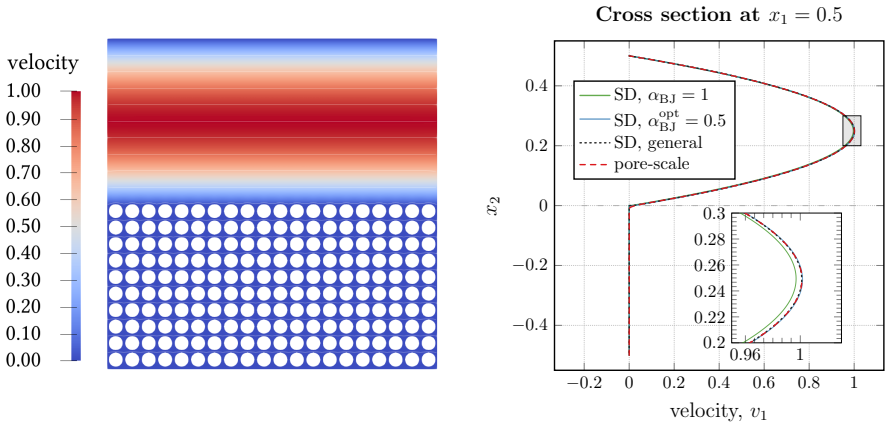 velocity
1.00
0.90
0.80
0.70
0.60
0.50
0.40
0.30
0.20
0.10
0.00
Cross section at x₁ = 0.5
0.4
0.2
0
−0.2
−0.4
x₂
SD, α_BJ = 1
SD, α_BJ^opt = 0.5
SD, general
pore-scale
0.3
0.28
0.26
0.24
0.22
0.2
0.96 1
−0.2 0 0.2 0.4 0.6 0.8 1
velocity, v₁